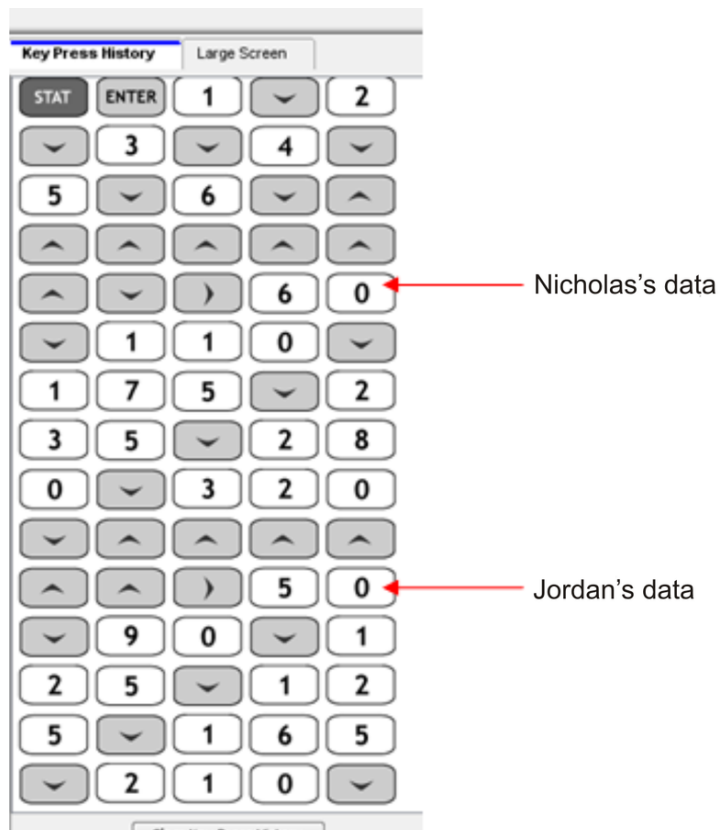 Key Press History Large Screen
STAT ENTER 1 2
3 4
5 6
6 0 Nicholas's data
1 1 0
1 7 5 2
3 5 2 8
0 3 2 0
5 0 Jordan's data
9 0 1
2 5 1 2
5 1 6 5
2 1 0